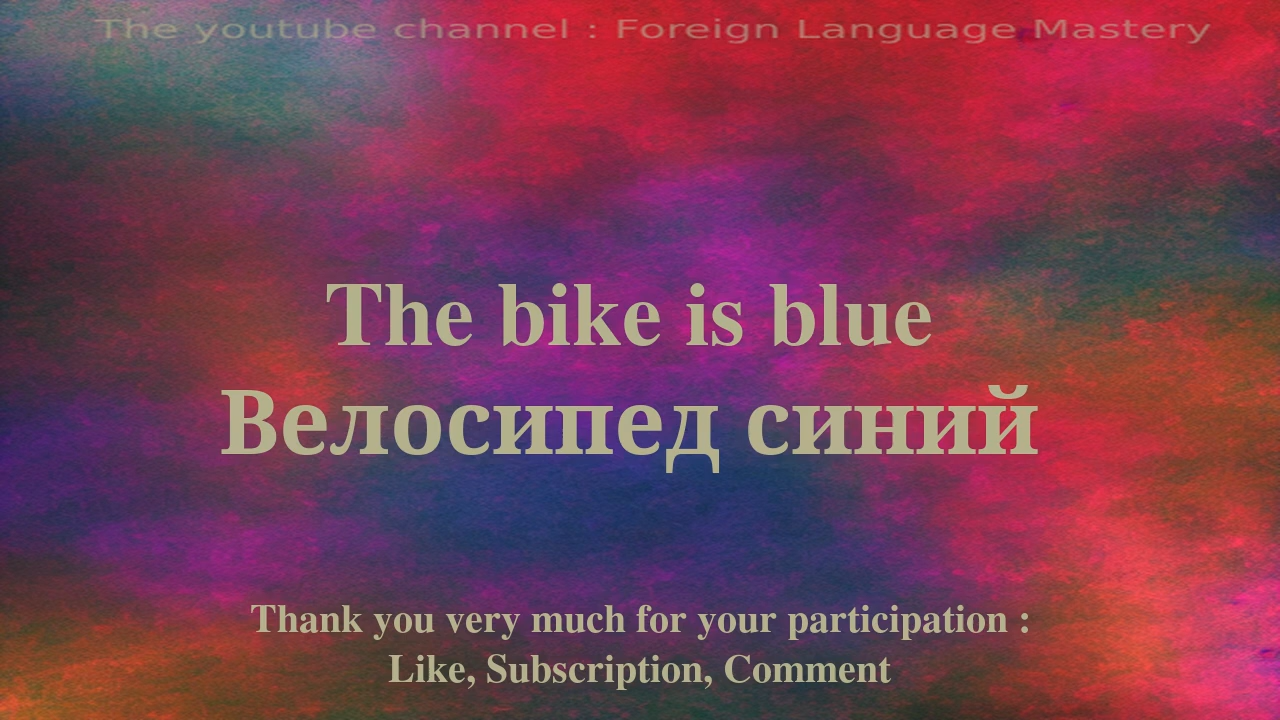 The youtube channel : Foreign Language Mastery
The bike is blue
Велосипед синий
Thank you very much for your participation :
Like, Subscription, Comment